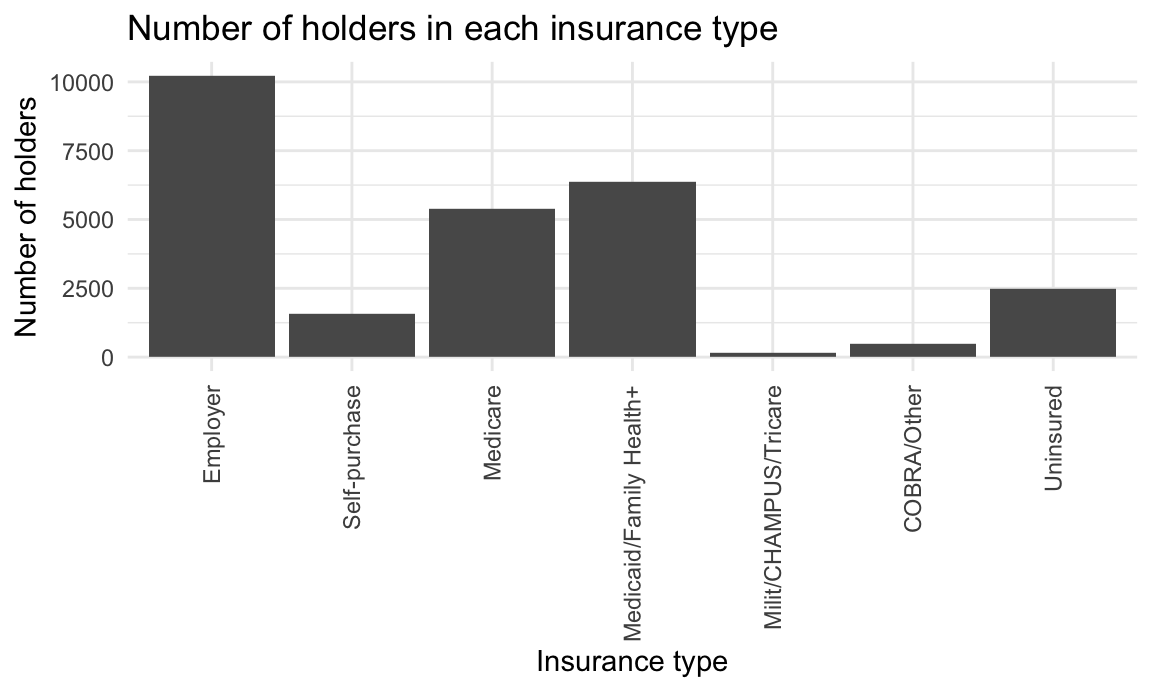 Number of holders in each insurance type
Number of holders
10000
7500
5000
2500
0
Employer
Self-purchase
Medicare
Medicaid/Family Health+
Milit/CHAMPUS/Tricare
COBRA/Other
Uninsured
Insurance type